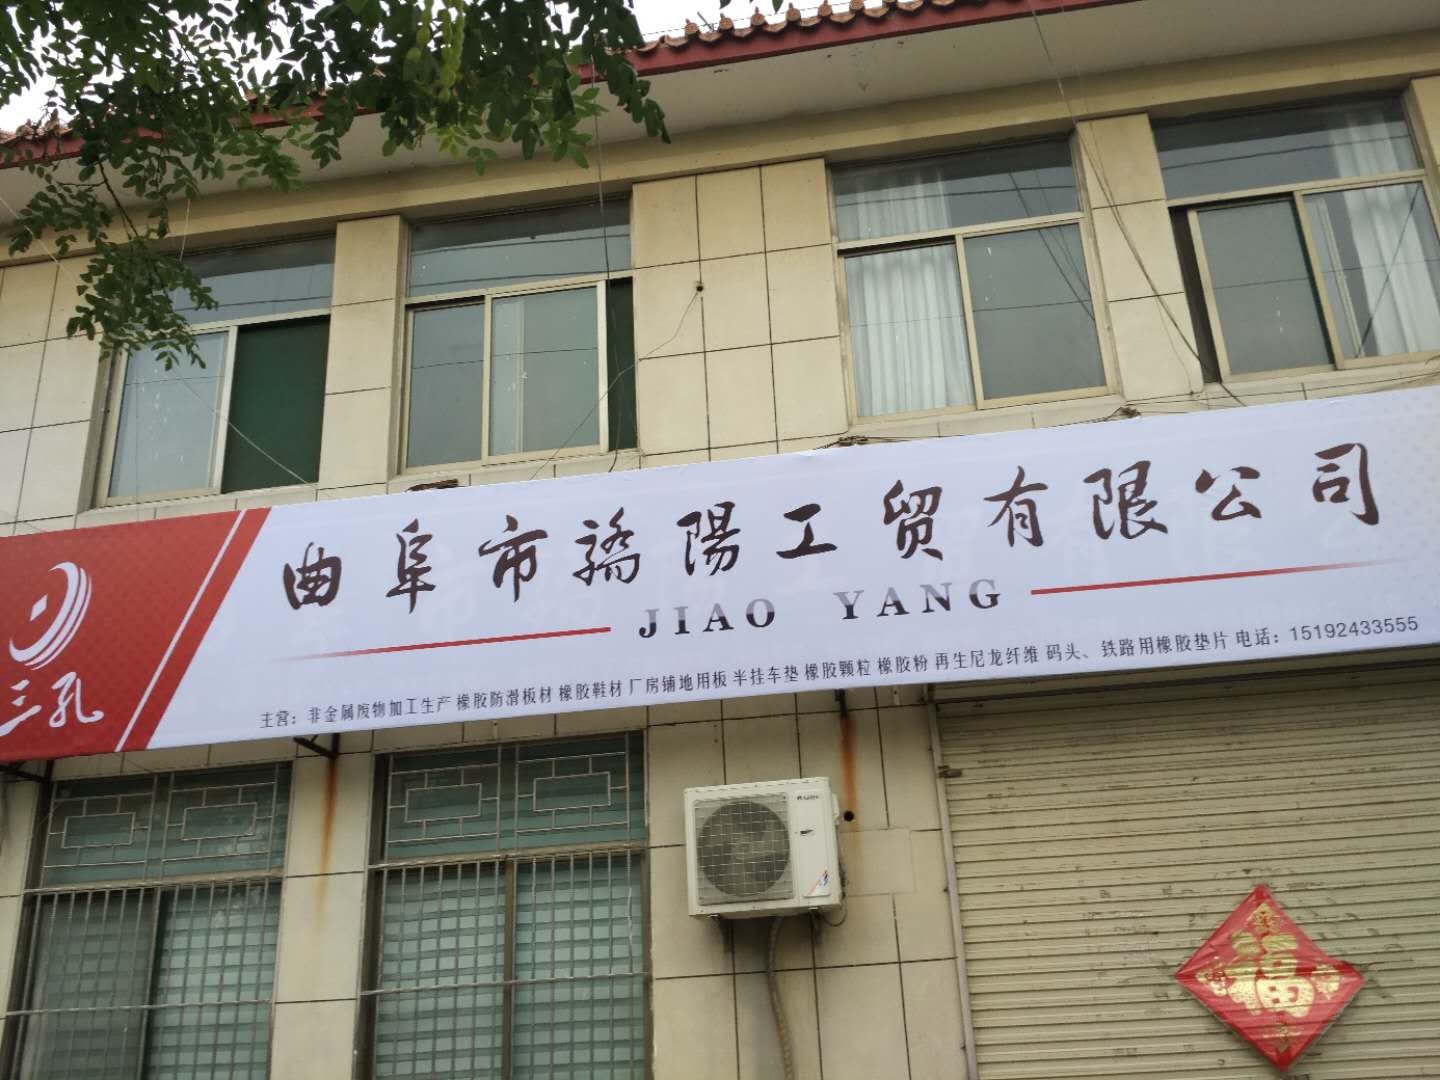 曲阜市陽工贸有限公司
JIAO YANG
三孔
主营：非金属废物加工生产 橡胶防滑板材 橡胶鞋材 厂房铺地用板 半挂车垫 橡胶颗粒 橡胶粉 再生尼龙纤维 码头、铁路用橡胶垫片 电话：15192433555
福